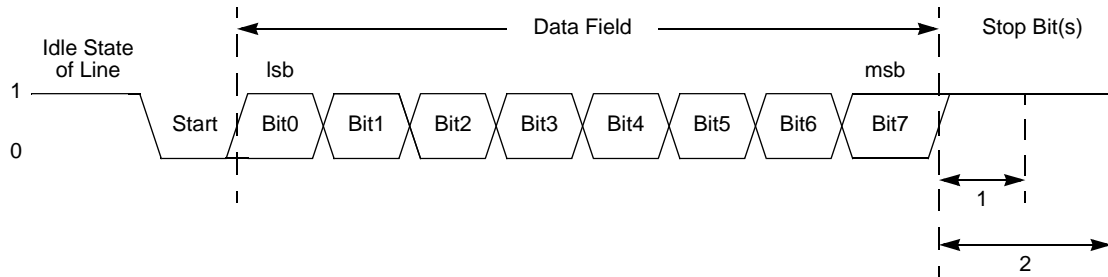 Data Field
Stop Bit(s)
Idle State
of Line
lsb
msb
1
Start
Bit0
Bit1
Bit2
Bit3
Bit4
Bit5
Bit6
Bit7
0
1
2